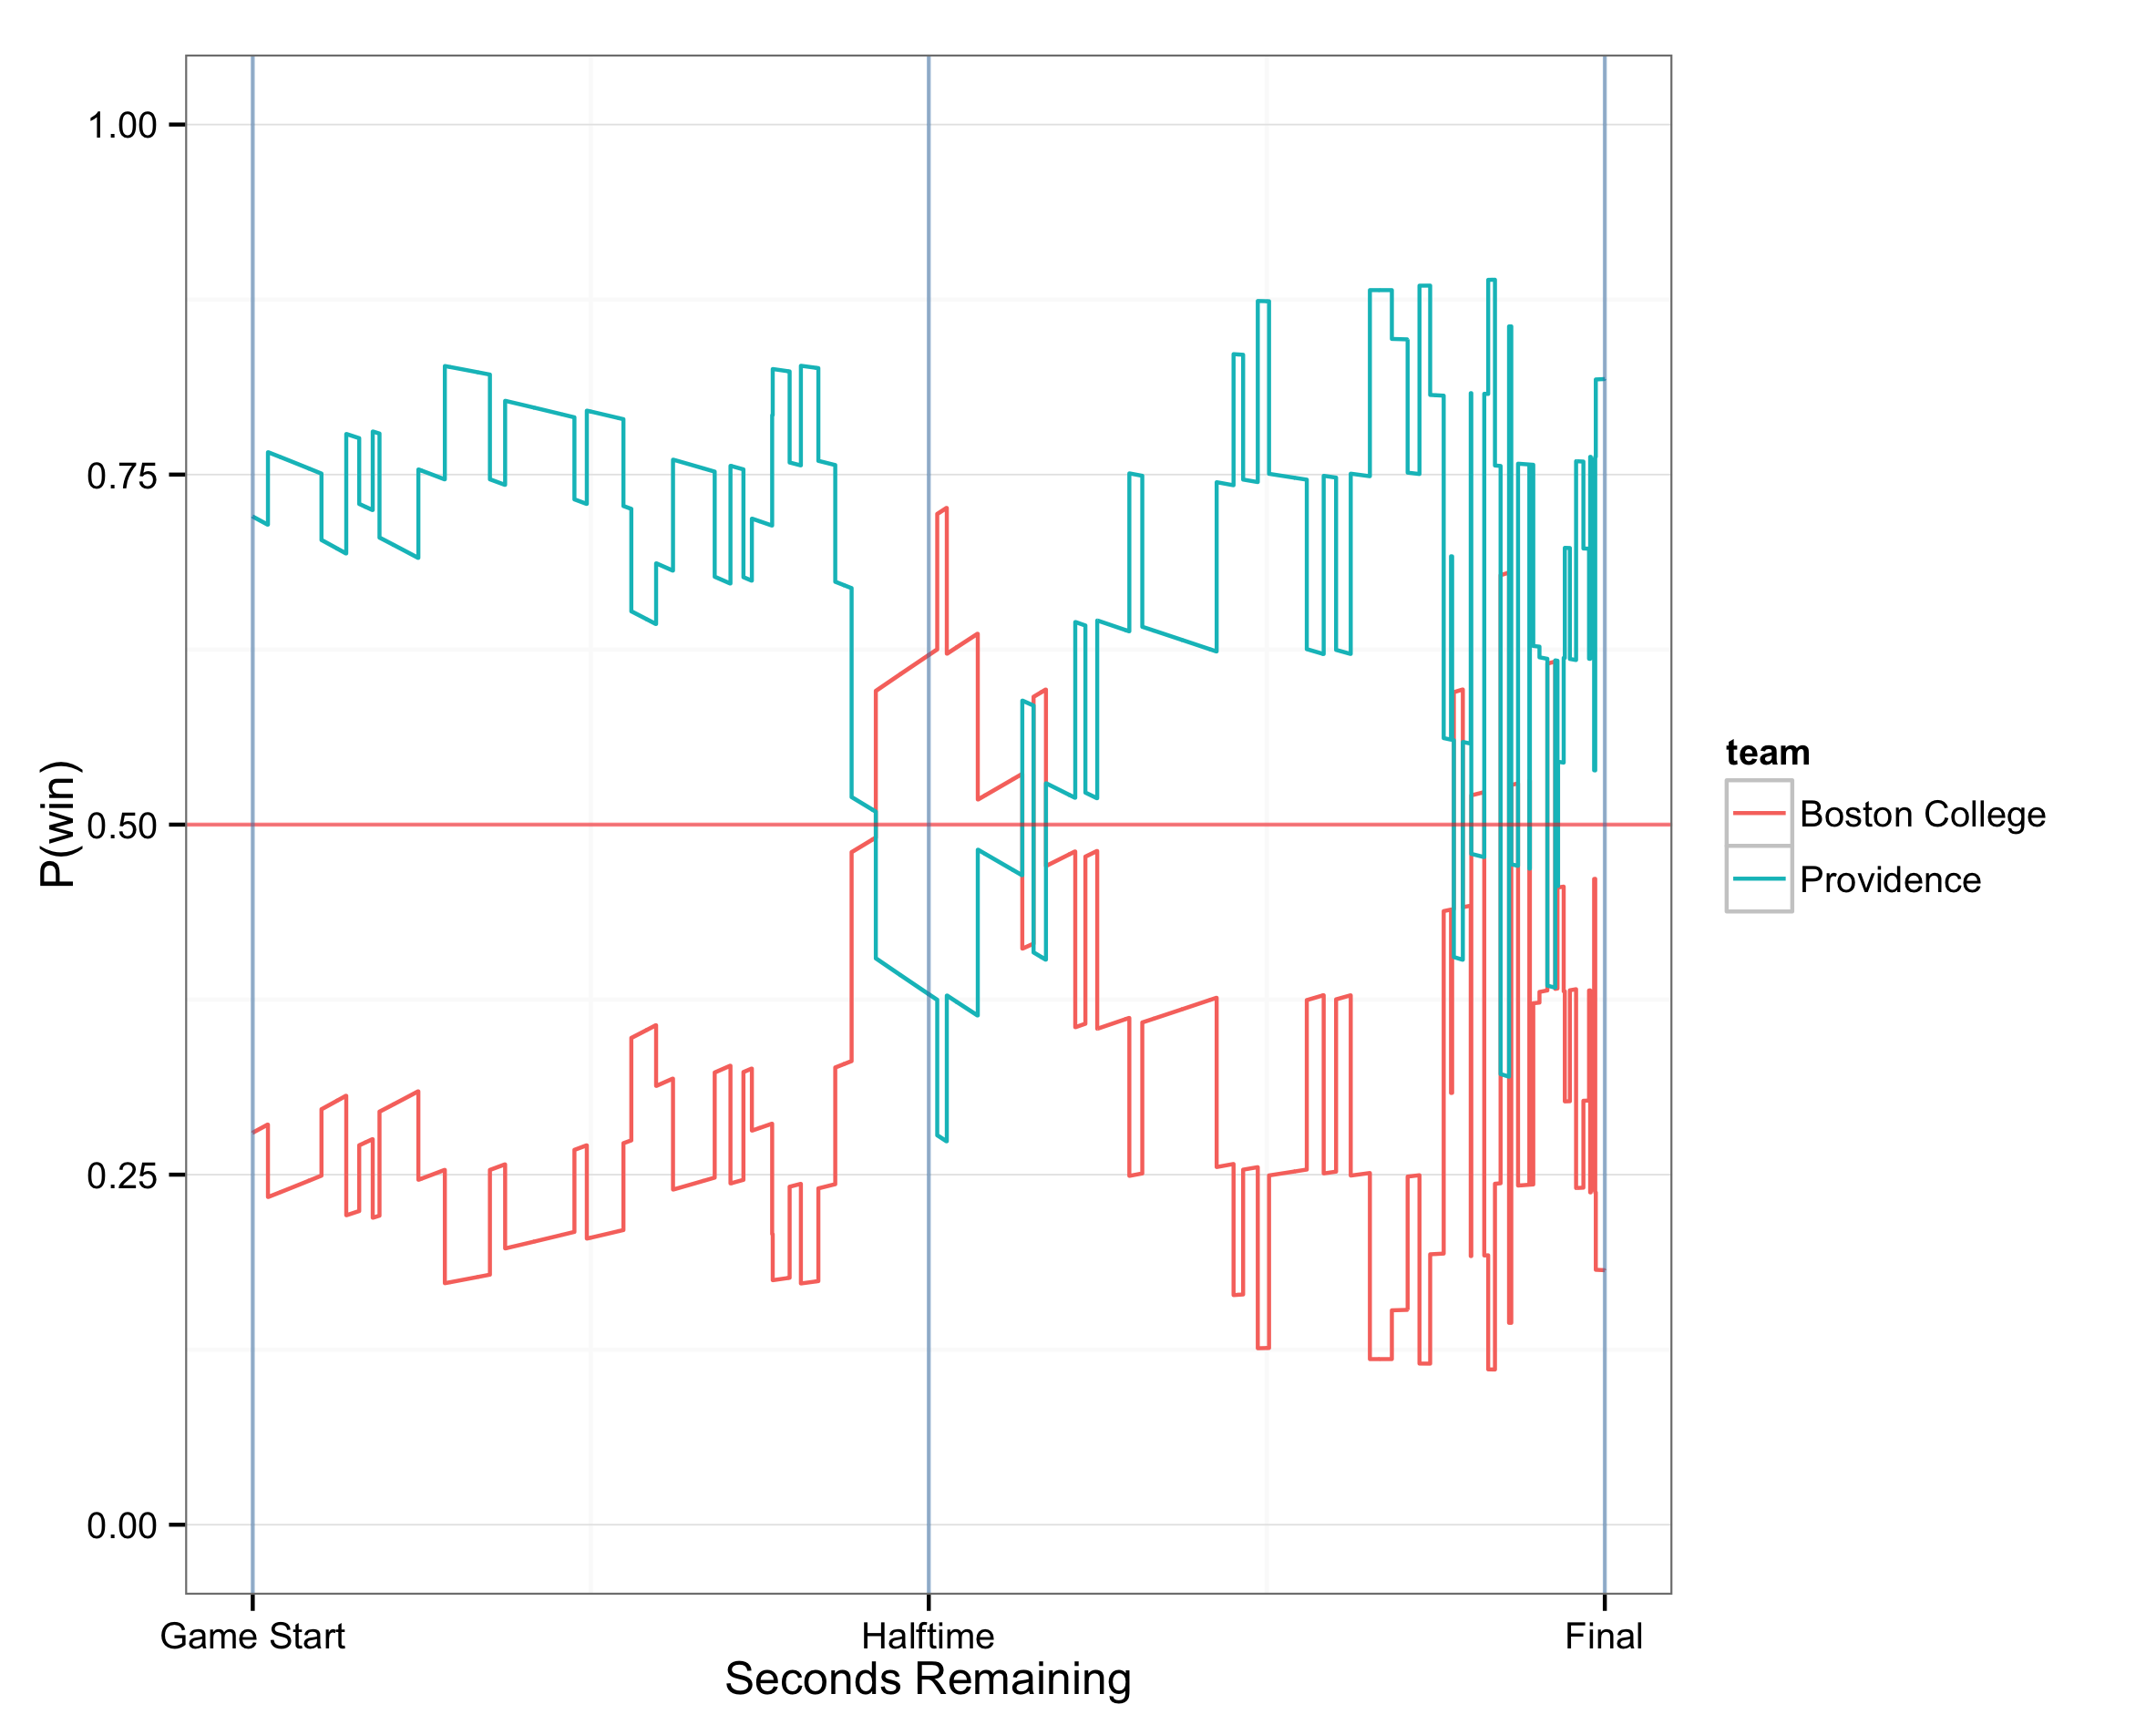 1.00
0.75
0.50
0.25
0.00
P(win)
Game Start
Halftime
Final
Seconds Remaining
team
Boston College
Providence